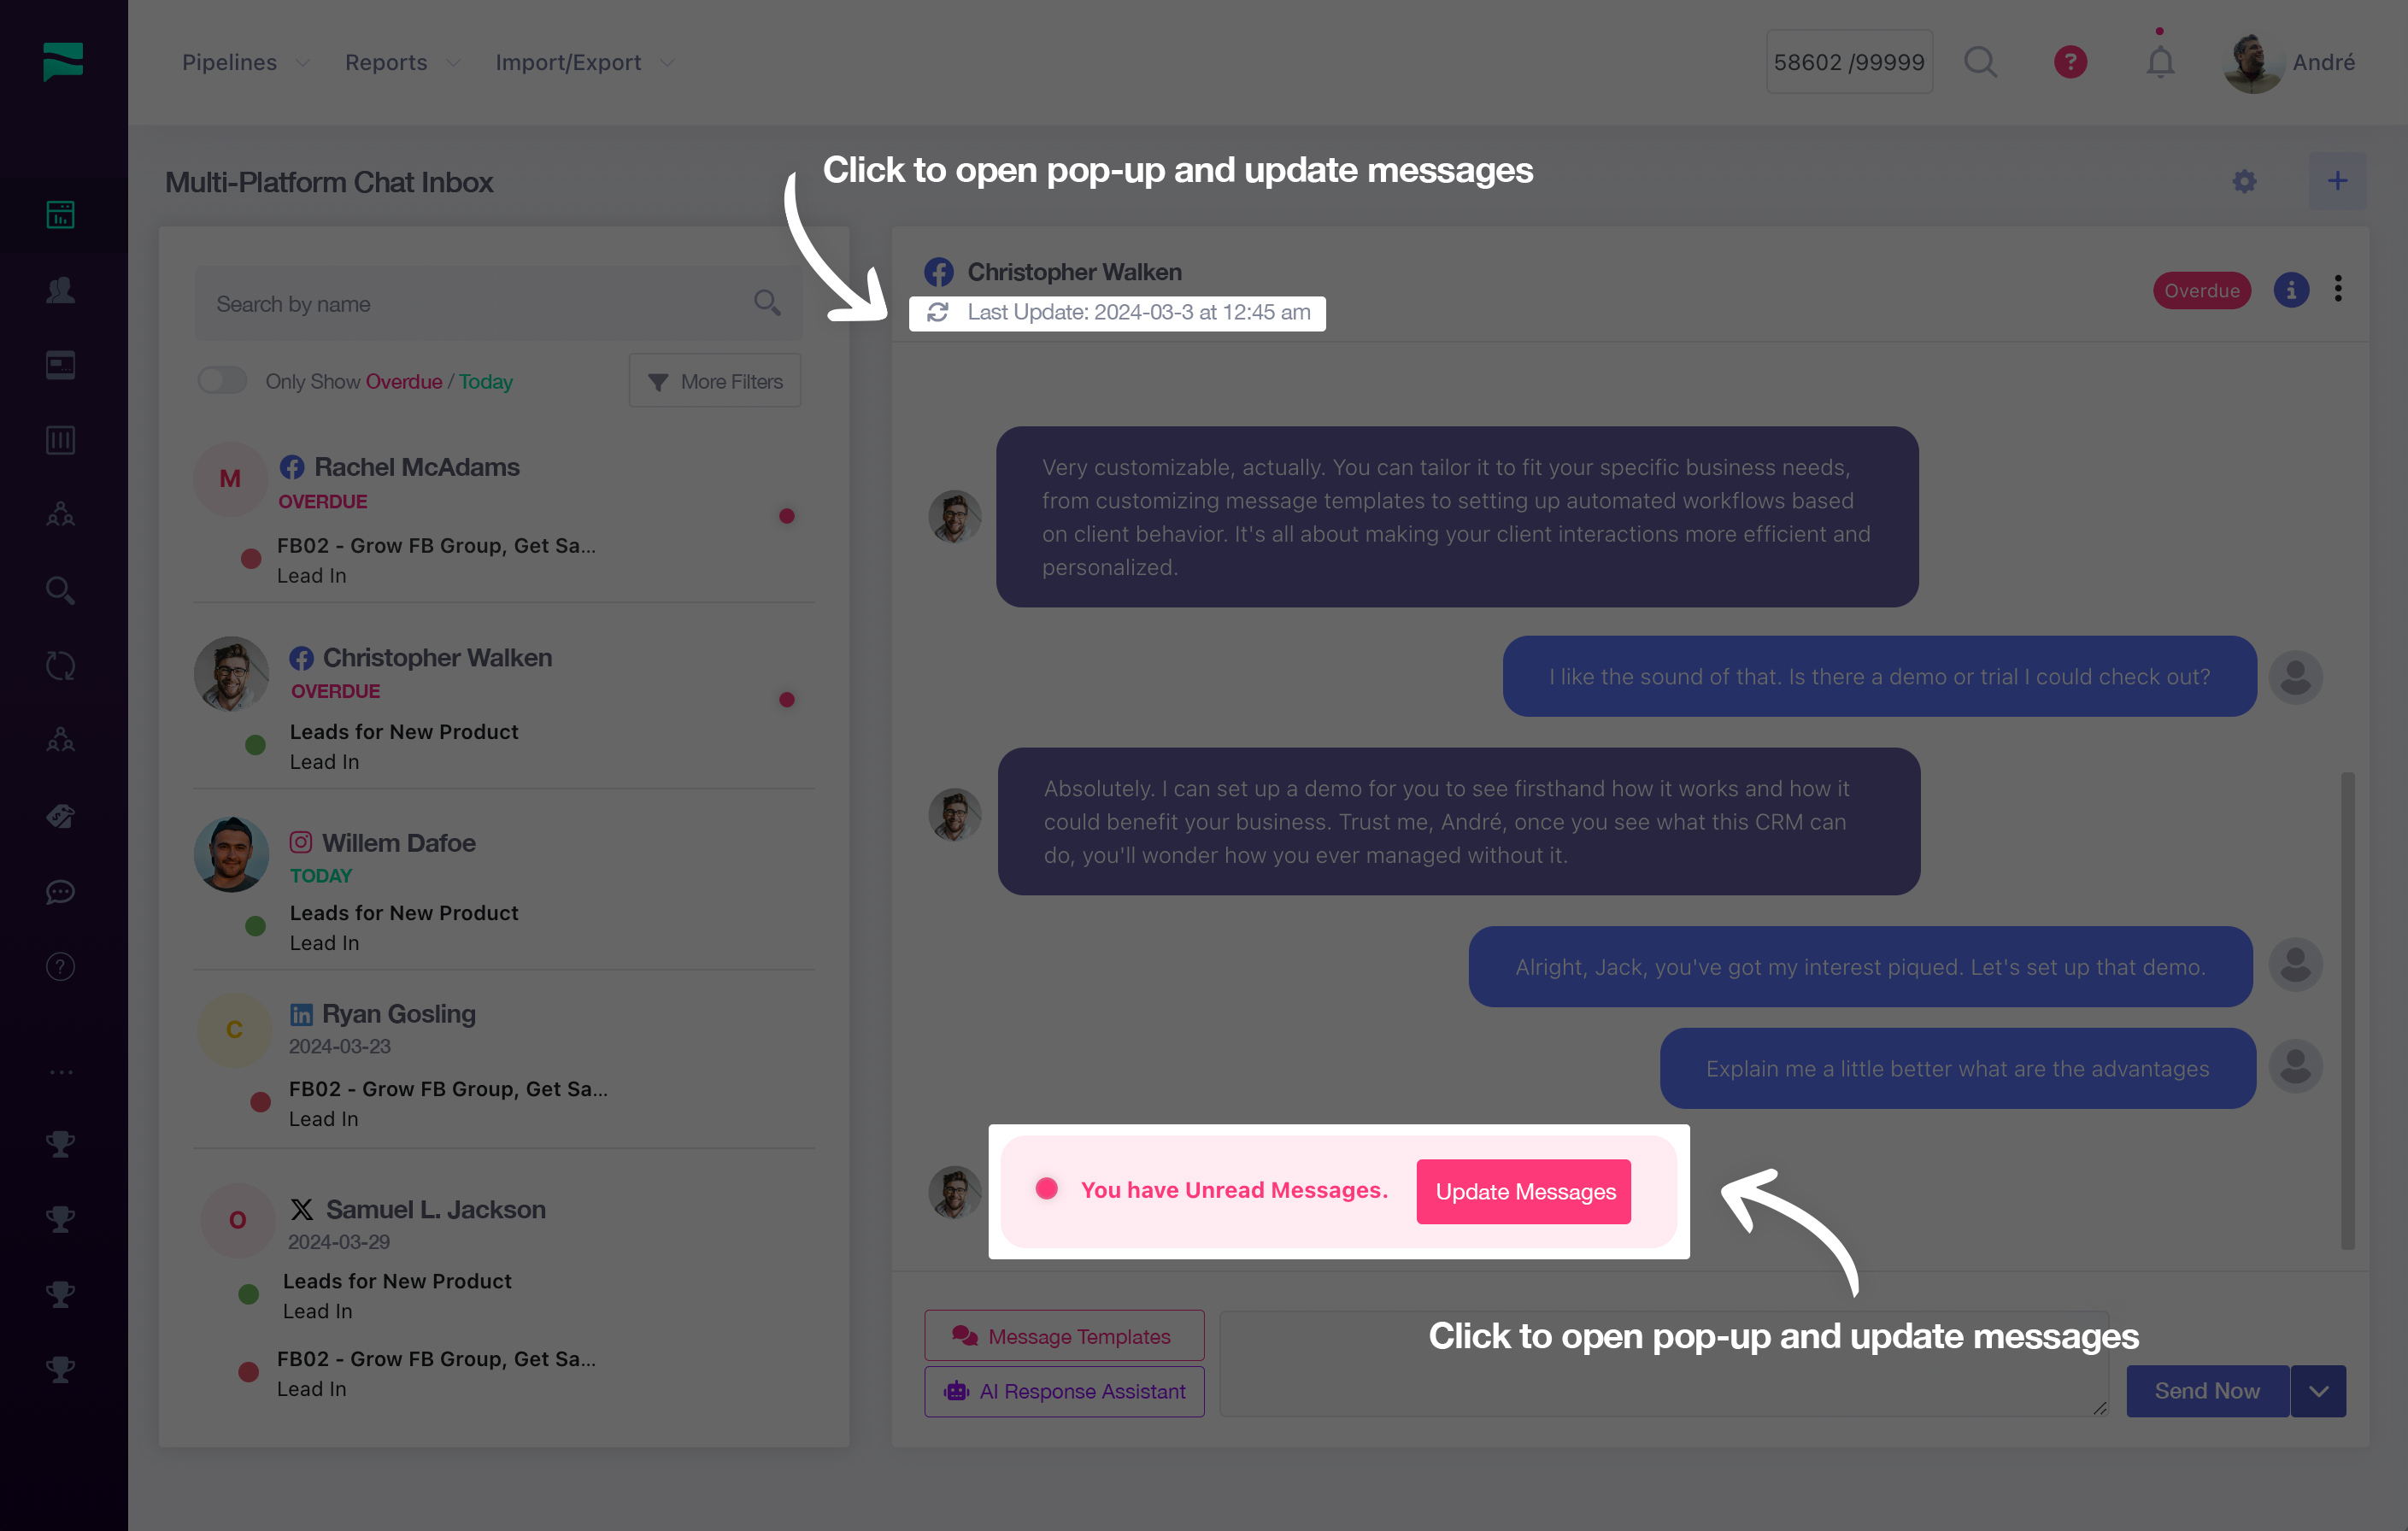 Pipelines
Reports
Import/Export
58602 /99999
?
André
Click to open pop-up and update messages
Multi-Platform Chat Inbox
+
Search by name
Only Show Overdue / Today
More Filters
M
Rachel McAdams
OVERDUE
FB02 - Grow FB Group, Get Sa...
Lead In
Christopher Walken
OVERDUE
Leads for New Product
Lead In
Willem Dafoe
TODAY
Leads for New Product
Lead In
C
in
Ryan Gosling
2024-03-23
FB02 - Grow FB Group, Get Sa...
Lead In
O
X
Samuel L. Jackson
2024-03-29
Leads for New Product
Lead In
FB02 - Grow FB Group, Get Sa...
Lead In
Christopher Walken
Last Update: 2024-03-3 at 12:45 am
Overdue
i
Very customizable, actually. You can tailor it to fit your specific business needs,
from customizing message templates to setting up automated workflows based
on client behavior. It's all about making your client interactions more efficient and
personalized.
I like the sound of that. Is there a demo or trial I could check out?
Absolutely. I can set up a demo for you to see firsthand how it works and how it
could benefit your business. Trust me, André, once you see what this CRM can
do, you'll wonder how you ever managed without it.
Alright, Jack, you've got my interest piqued. Let's set up that demo.
Explain me a little better what are the advantages
You have Unread Messages.
Update Messages
Click to open pop-up and update messages
Message Templates
AI Response Assistant
Send Now